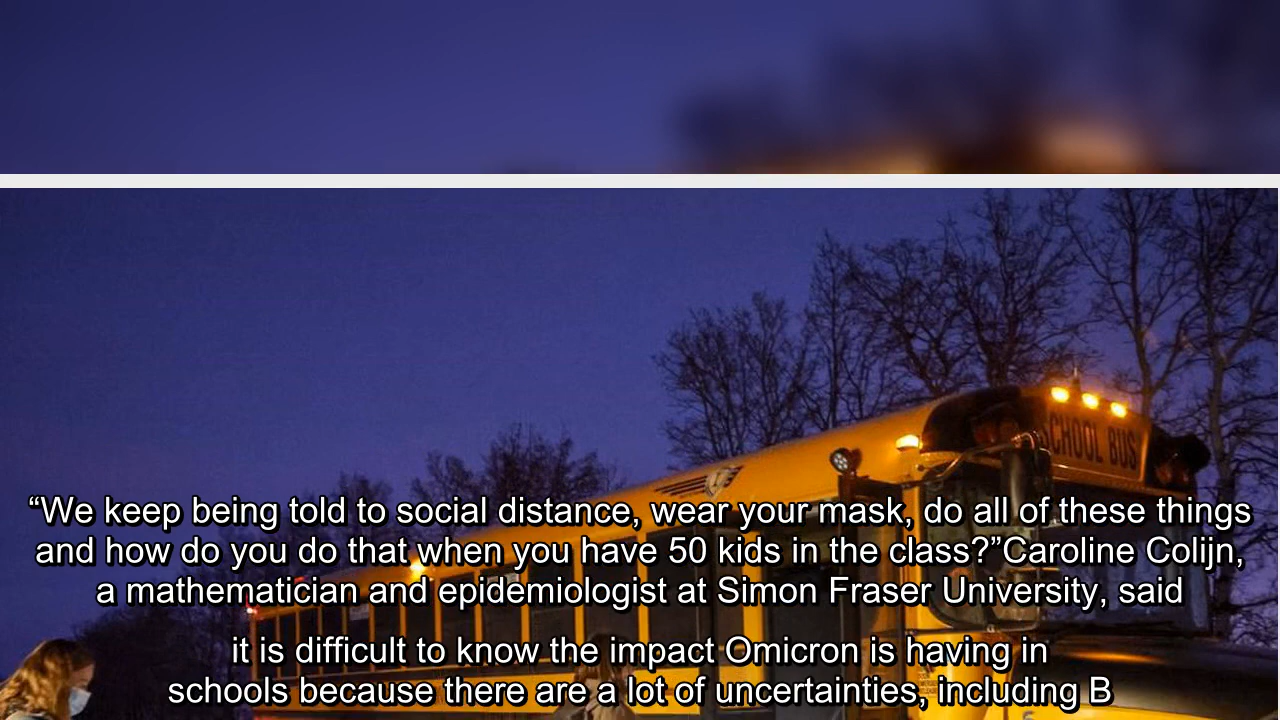 SCHOOL BUS
“We keep being told to social distance, wear your mask, do all of these things
and how do you do that when you have 50 kids in the class?”Caroline Colijn,
a mathematician and epidemiologist at Simon Fraser University, said
it is difficult to know the impact Omicron is having in
schools because there are a lot of uncertainties, including B